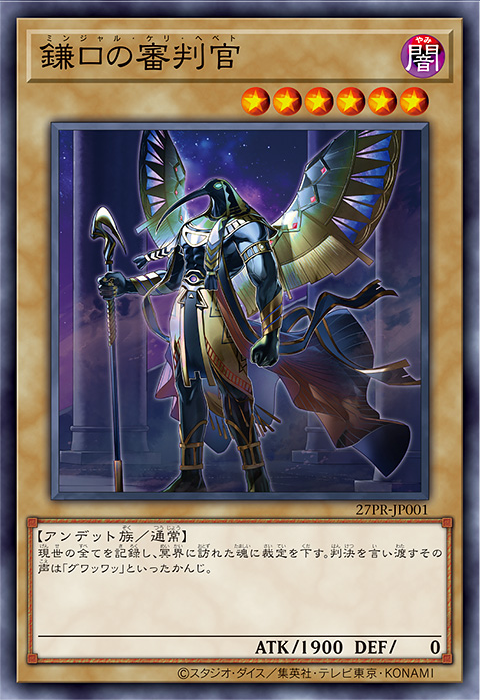 ミンジャル・ケリ・ヘペト
鎌口の審判官
やみ
闇
27PR-JP001
【アンデット族／通常】
現世の全てを記録し、冥界に訪れた魂に裁定を下す。判決を言い渡すその
声は「グワッワッ」といったかんじ。
ATK/1900 DEF/ 0
©スタジオ・ダイス／集英社・テレビ東京・KONAMI